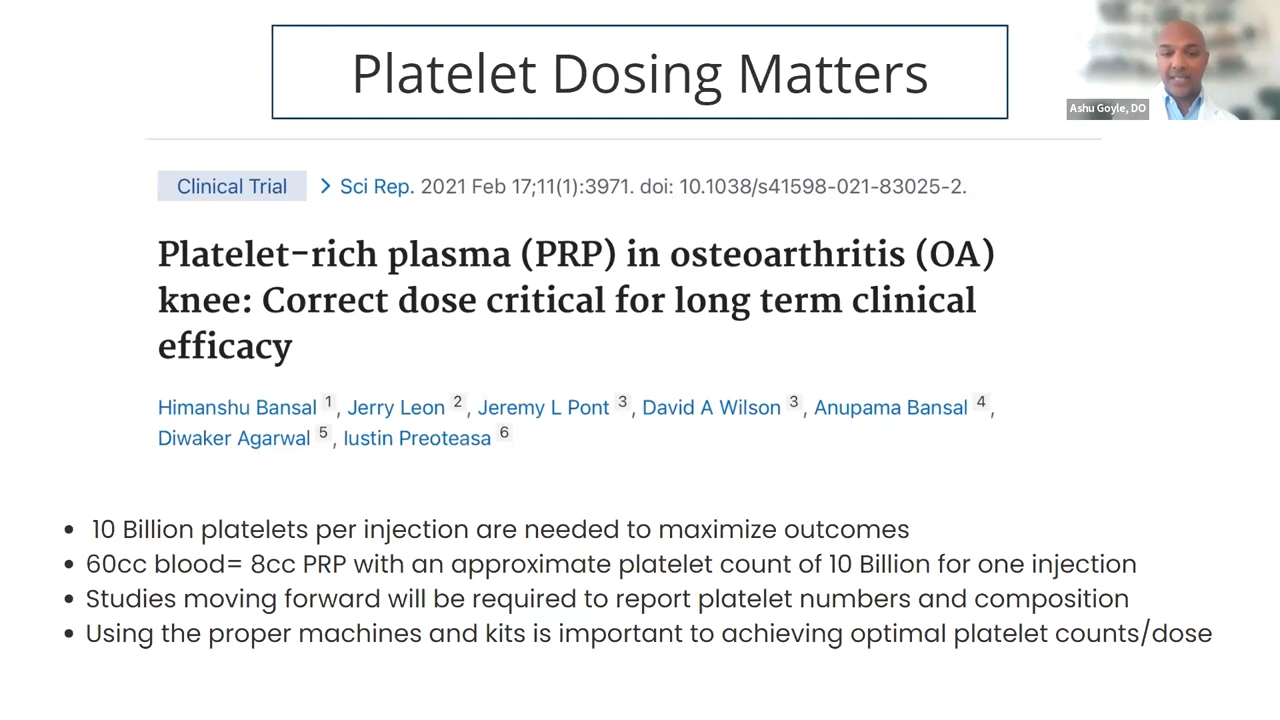 Platelet Dosing Matters
Ashu Goyle, DO
Clinical Trial > Sci Rep. 2021 Feb 17;11(1):3971. doi: 10.1038/s41598-021-83025-2.
Platelet-rich plasma (PRP) in osteoarthritis (OA)
knee: Correct dose critical for long term clinical
efficacy
Himanshu Bansal 1, Jerry Leon 2, Jeremy L Pont 3, David A Wilson 3, Anupama Bansal 4,
Diwaker Agarwal 5, Iustin Preoteasa 6
• 10 Billion platelets per injection are needed to maximize outcomes
• 60cc blood= 8cc PRP with an approximate platelet count of 10 Billion for one injection
• Studies moving forward will be required to report platelet numbers and composition
• Using the proper machines and kits is important to achieving optimal platelet counts/dose